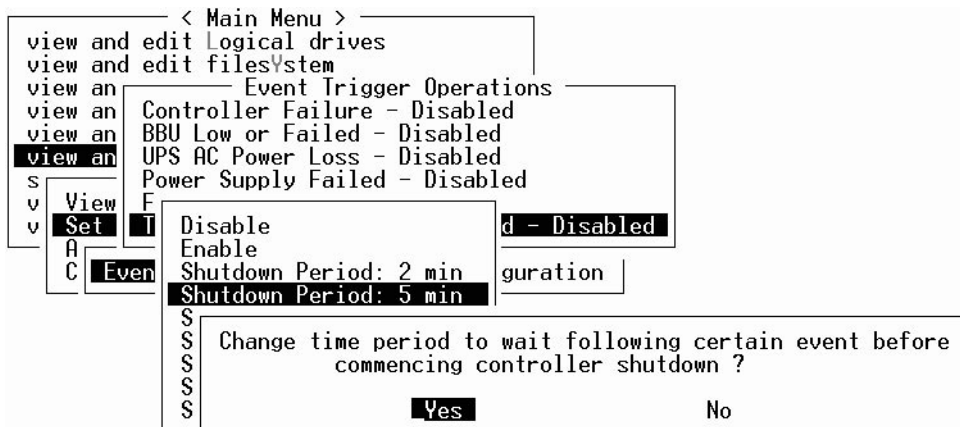 < Main Menu >
view and edit Logical drives
view and edit filesYstem
view an
Event Trigger Operations
view an
Controller Failure - Disabled
view an
BBU Low or Failed - Disabled
view an
UPS AC Power Loss - Disabled
s
Power Supply Failed - Disabled
v
View
F
v
Set
T
d - Disabled
A
C
Even
guration
Disable
Enable
Shutdown Period: 2 min
Shutdown Period: 5 min
S
S
S
S
S
Change time period to wait following certain event before
commencing controller shutdown ?
Yes
No